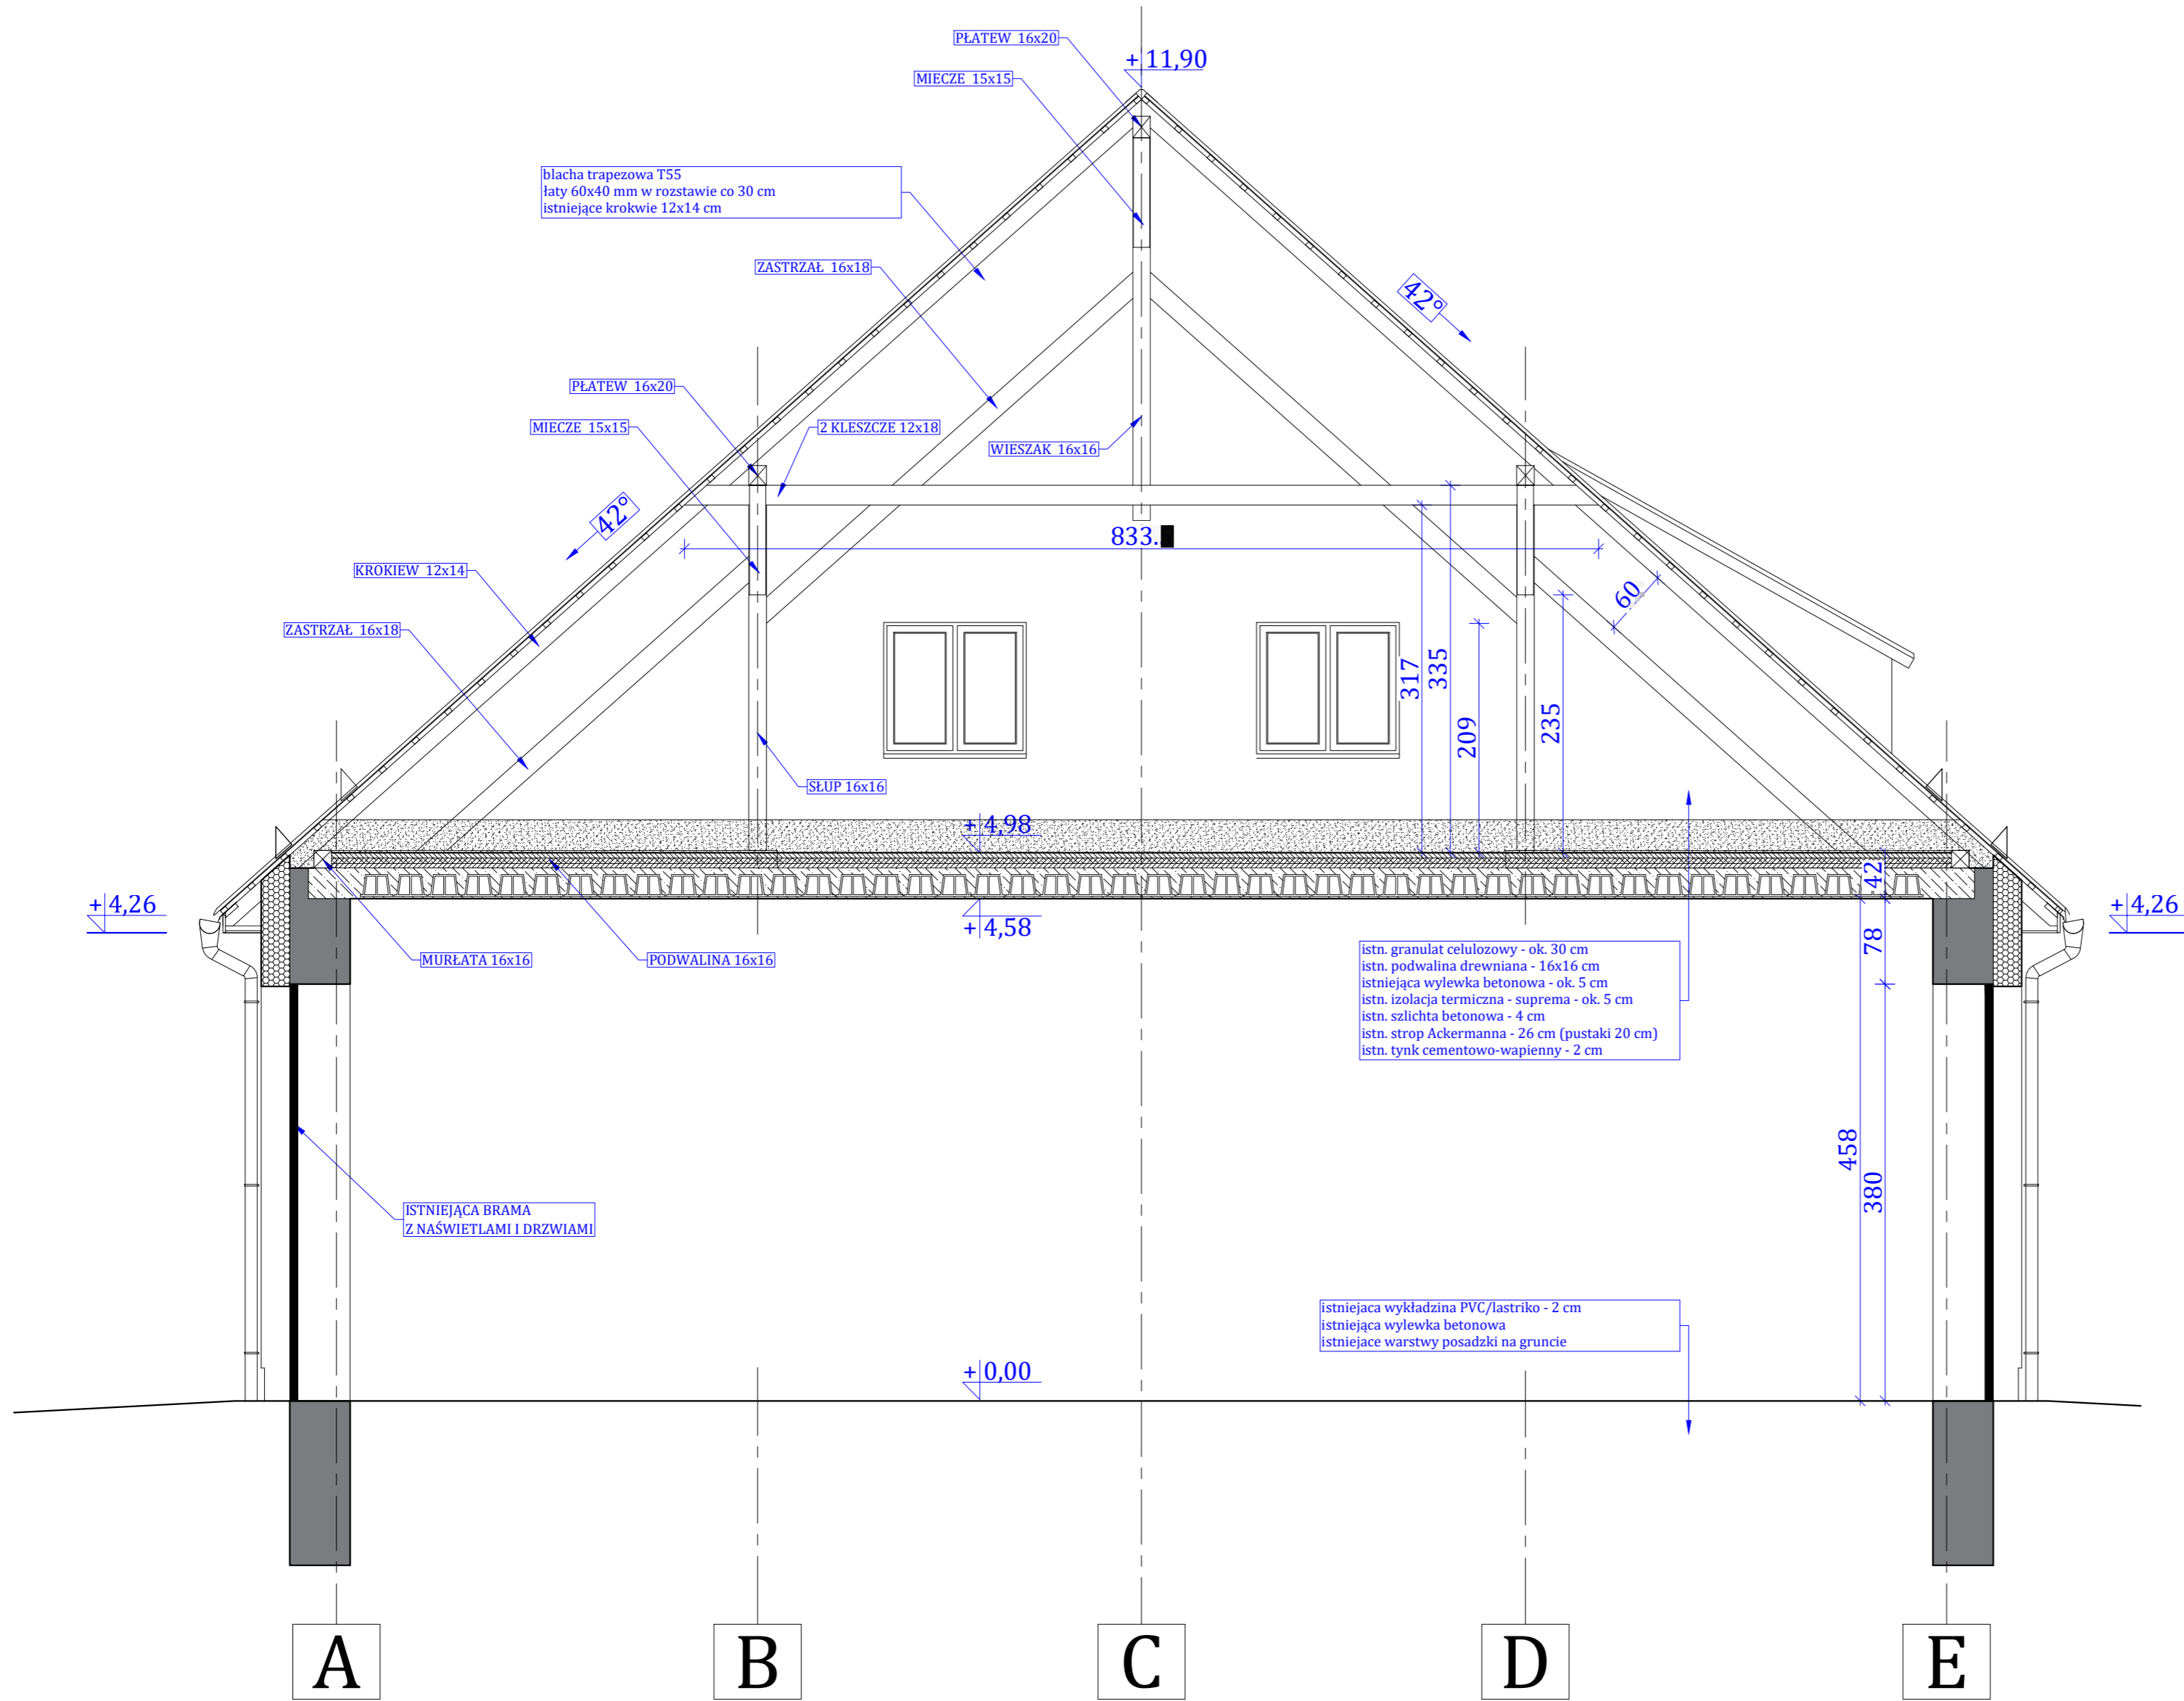 PŁATEW 16x20
+11,90
MIECZE 15x15
blacha trapezowa T55
łaty 60x40 mm w rozstawie co 30 cm
istniejące krokwie 12x14 cm
ZASTRZAŁ 16x18
42°
PŁATEW 16x20
MIECZE 15x15
2 KLESZCZE 12x18
WIESZAK 16x16
42°
833.
KROKIEW 12x14
60
ZASTRZAŁ 16x18
317
335
209
235
SŁUP 16x16
+4,98
42
+4,26
+4,26
+4,58
78
MURŁATA 16x16
PODWALINA 16x16
istn. granulat celulozowy - ok. 30 cm
istn. podwalina drewniana - 16x16 cm
istniejąca wylewka betonowa - ok. 5 cm
istn. izolacja termiczna - suprema - ok. 5 cm
istn. szlichta betonowa - 4 cm
istn. strop Ackermanna - 26 cm (pustaki 20 cm)
istn. tynk cementowo-wapienny - 2 cm
458
380
ISTNIEJĄCA BRAMA
Z NAŚWIETLAMI I DRZWIAMI
istniejaca wykładzina PVC/lastriko - 2 cm
istniejąca wylewka betonowa
istniejace warstwy posadzki na gruncie
+0,00
A
B
C
D
E